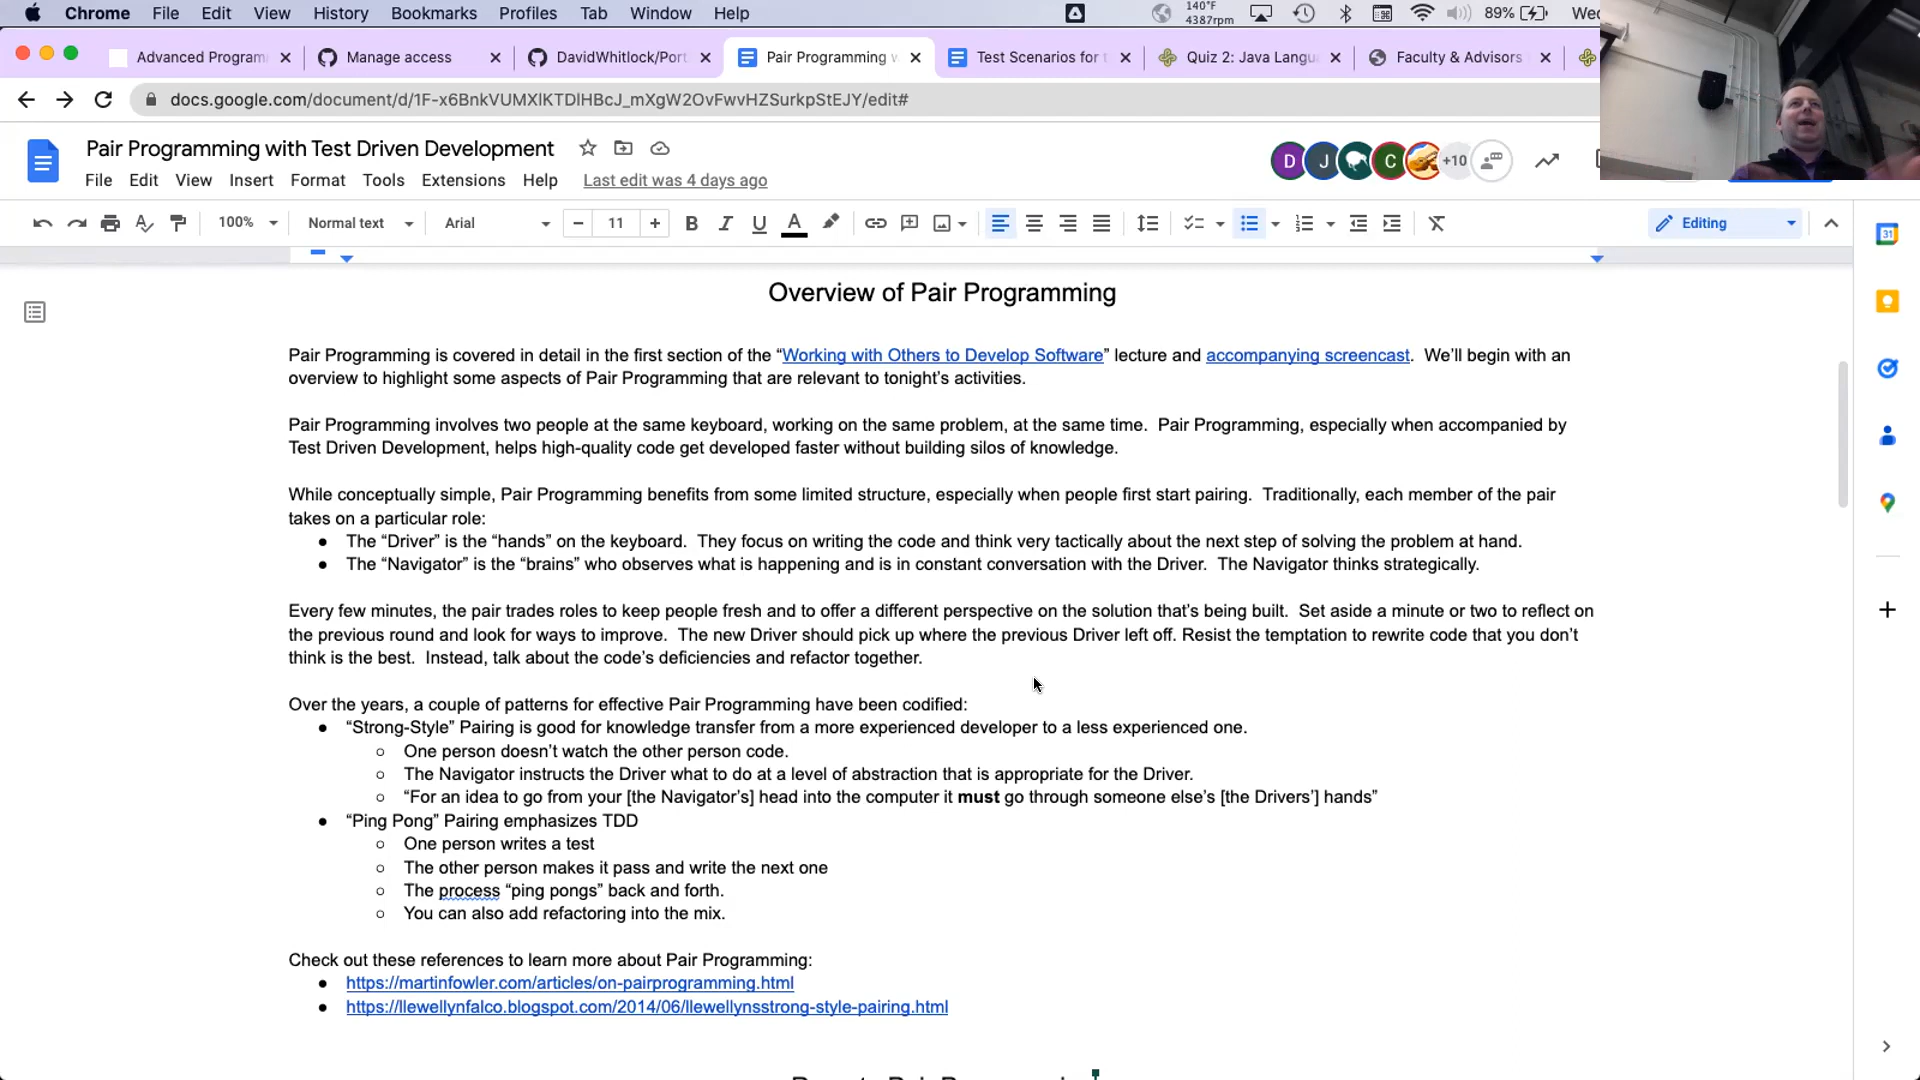 Chrome File Edit View History Bookmarks Profiles Tab Window Help 140°F 4387rpm 89%
Advanced Program Manage access DavidWhitlock/Port Pair Programming w Test Scenarios for t Quiz 2: Java Langu Faculty & Advisors
docs.google.com/document/d/1F-x6BnkVUMXlKTDlHBcJ_mXgW2OvFwvHZSurkpStEJY/edit#
Pair Programming with Test Driven Development
D J C +10
File Edit View Insert Format Tools Extensions Help Last edit was 4 days ago
100% Normal text Arial 11 B I U A Editing
31
Overview of Pair Programming
Pair Programming is covered in detail in the first section of the “Working with Others to Develop Software” lecture and accompanying screencast. We’ll begin with an
overview to highlight some aspects of Pair Programming that are relevant to tonight’s activities.
Pair Programming involves two people at the same keyboard, working on the same problem, at the same time. Pair Programming, especially when accompanied by
Test Driven Development, helps high-quality code get developed faster without building silos of knowledge.
While conceptually simple, Pair Programming benefits from some limited structure, especially when people first start pairing. Traditionally, each member of the pair
takes on a particular role:
● The “Driver” is the “hands” on the keyboard. They focus on writing the code and think very tactically about the next step of solving the problem at hand.
● The “Navigator” is the “brains” who observes what is happening and is in constant conversation with the Driver. The Navigator thinks strategically.
Every few minutes, the pair trades roles to keep people fresh and to offer a different perspective on the solution that’s being built. Set aside a minute or two to reflect on
the previous round and look for ways to improve. The new Driver should pick up where the previous Driver left off. Resist the temptation to rewrite code that you don’t
think is the best. Instead, talk about the code’s deficiencies and refactor together.
Over the years, a couple of patterns for effective Pair Programming have been codified:
● “Strong-Style” Pairing is good for knowledge transfer from a more experienced developer to a less experienced one.
○ One person doesn’t watch the other person code.
○ The Navigator instructs the Driver what to do at a level of abstraction that is appropriate for the Driver.
○ “For an idea to go from your [the Navigator’s] head into the computer it must go through someone else’s [the Drivers’] hands”
● “Ping Pong” Pairing emphasizes TDD
○ One person writes a test
○ The other person makes it pass and write the next one
○ The process “ping pongs” back and forth.
○ You can also add refactoring into the mix.
Check out these references to learn more about Pair Programming:
● https://martinfowler.com/articles/on-pairprogramming.html
● https://llewellynfalco.blogspot.com/2014/06/llewellynsstrong-style-pairing.html